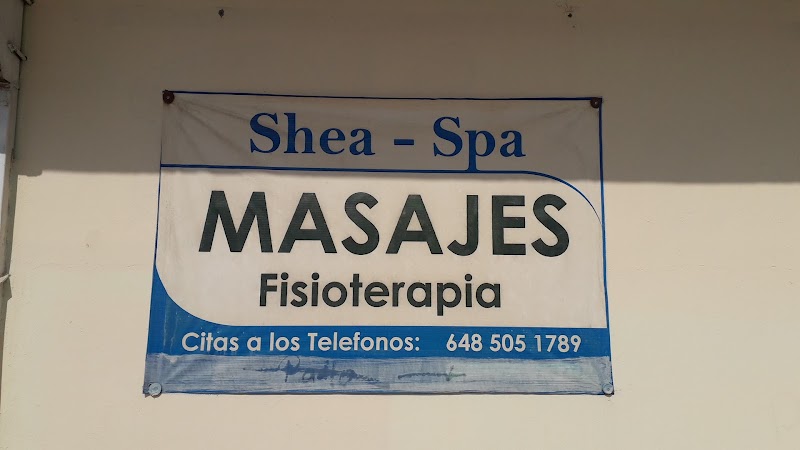 Shea - Spa
MASAJES
Fisioterapia
Citas a los Telefonos: 648 505 1789